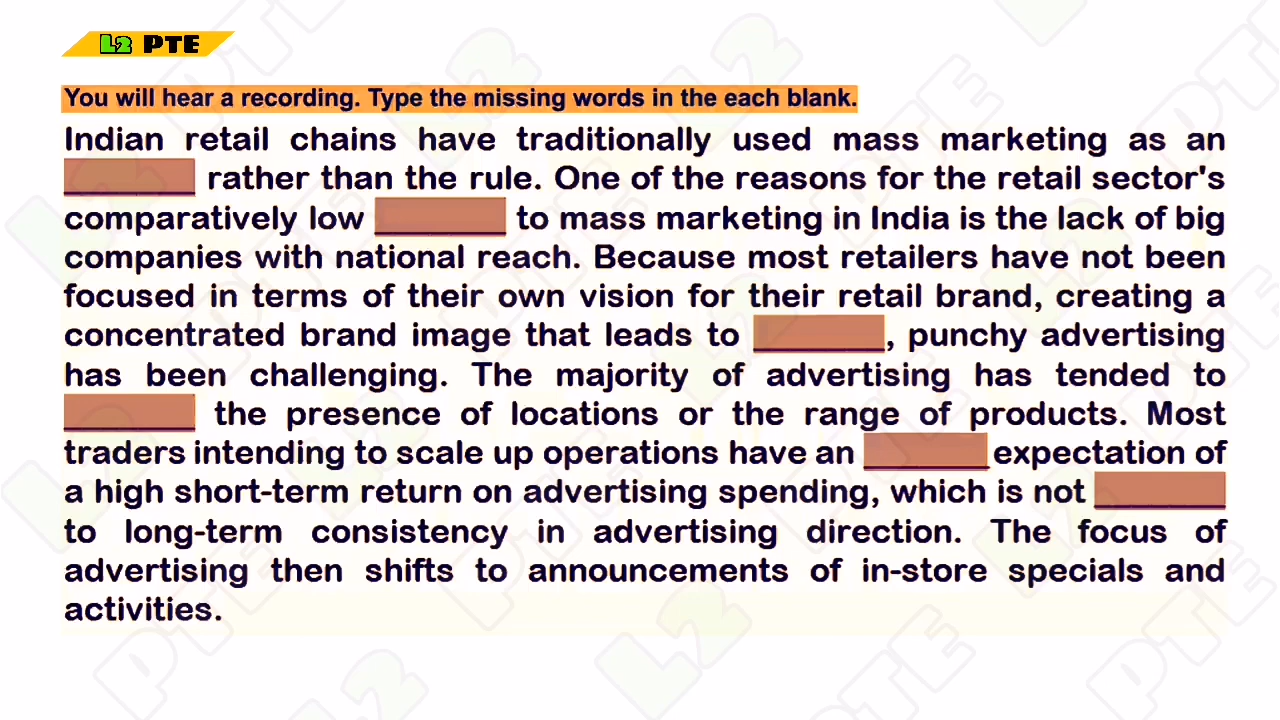 L2 PTE
You will hear a recording. Type the missing words in the each blank.
Indian retail chains have traditionally used mass marketing as an
rather than the rule. One of the reasons for the retail sector's
comparatively low to mass marketing in India is the lack of big
companies with national reach. Because most retailers have not been
focused in terms of their own vision for their retail brand, creating a
concentrated brand image that leads to , punchy advertising
has been challenging. The majority of advertising has tended to
the presence of locations or the range of products. Most
traders intending to scale up operations have an expectation of
a high short-term return on advertising spending, which is not
to long-term consistency in advertising direction. The focus of
advertising then shifts to announcements of in-store specials and
activities.